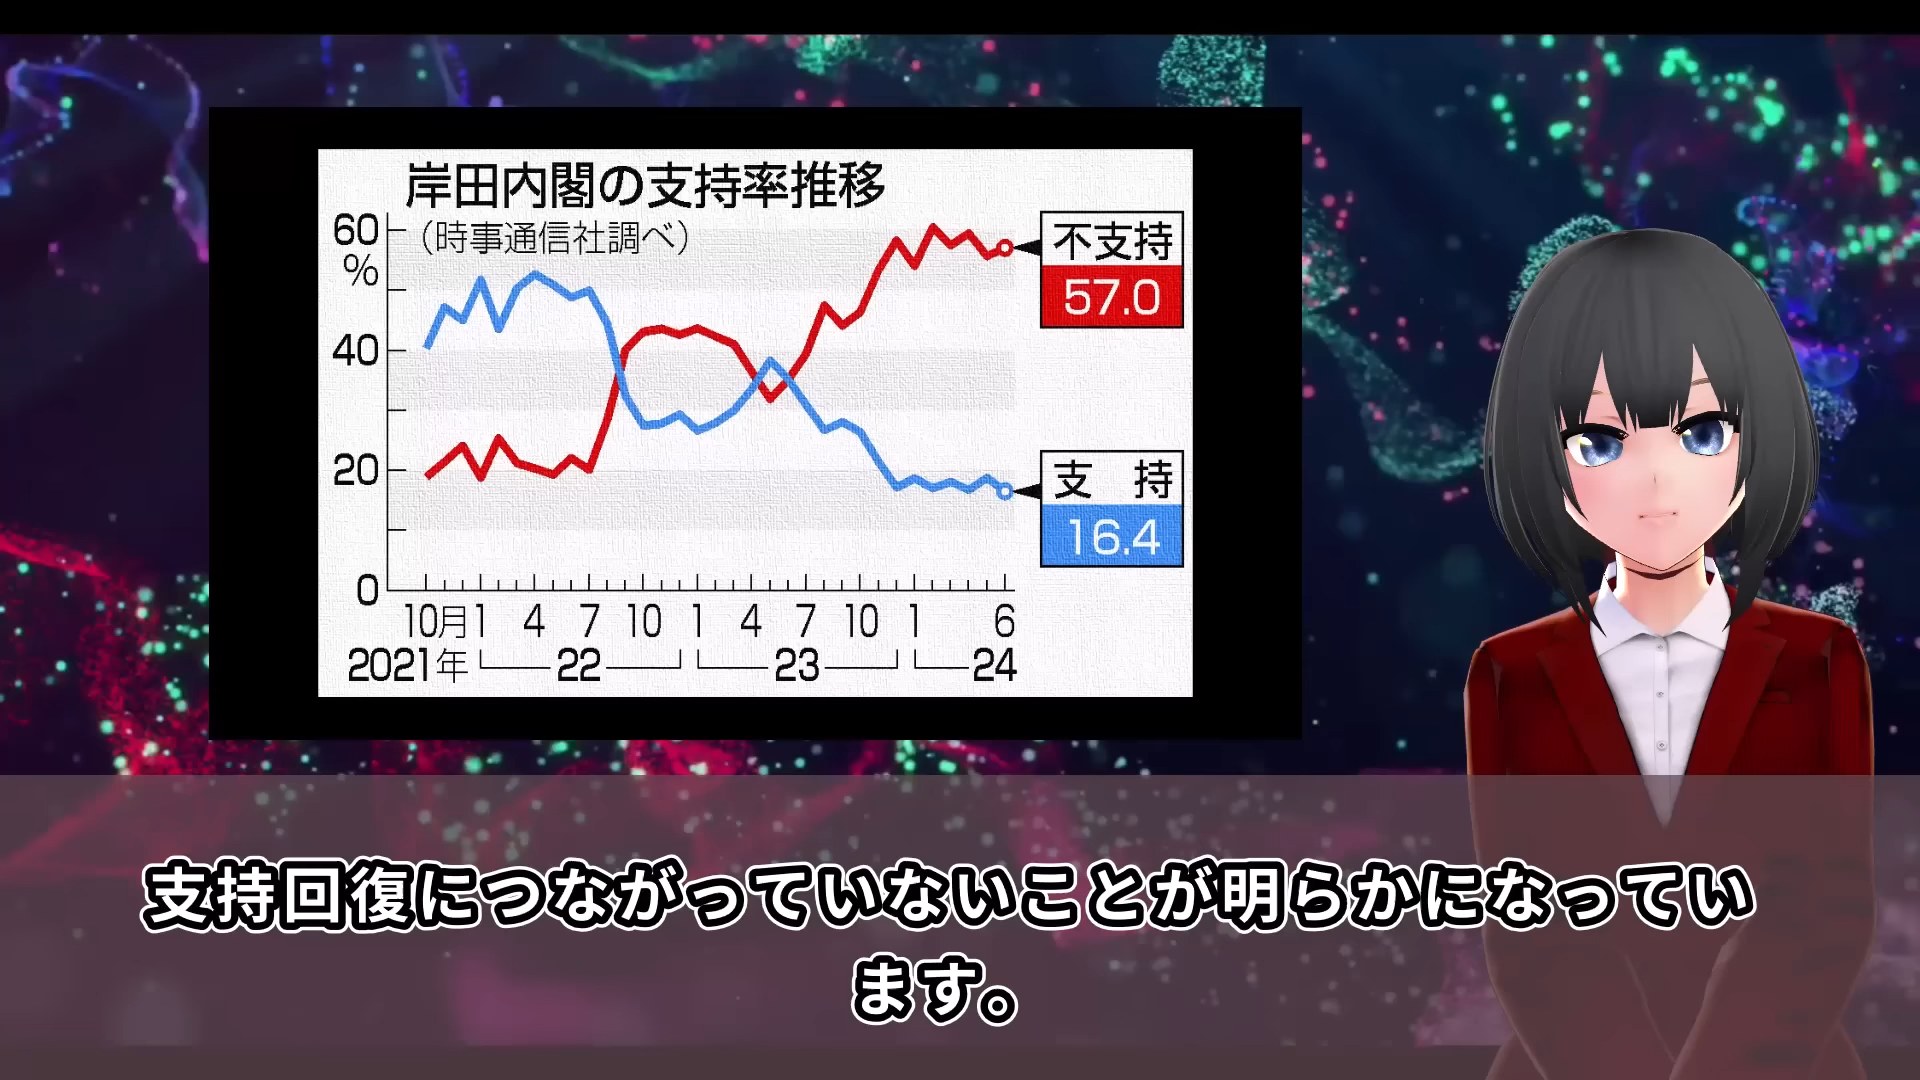 岸田内閣の支持率推移
(時事通信社調べ)
60
%
40
20
0
10月 1 4 7 10 1 4 7 10 1 6
2021年 22 23 24
不支持
57.0
支 持
16.4
支持回復につながっていないことが明らかになってい
ます。